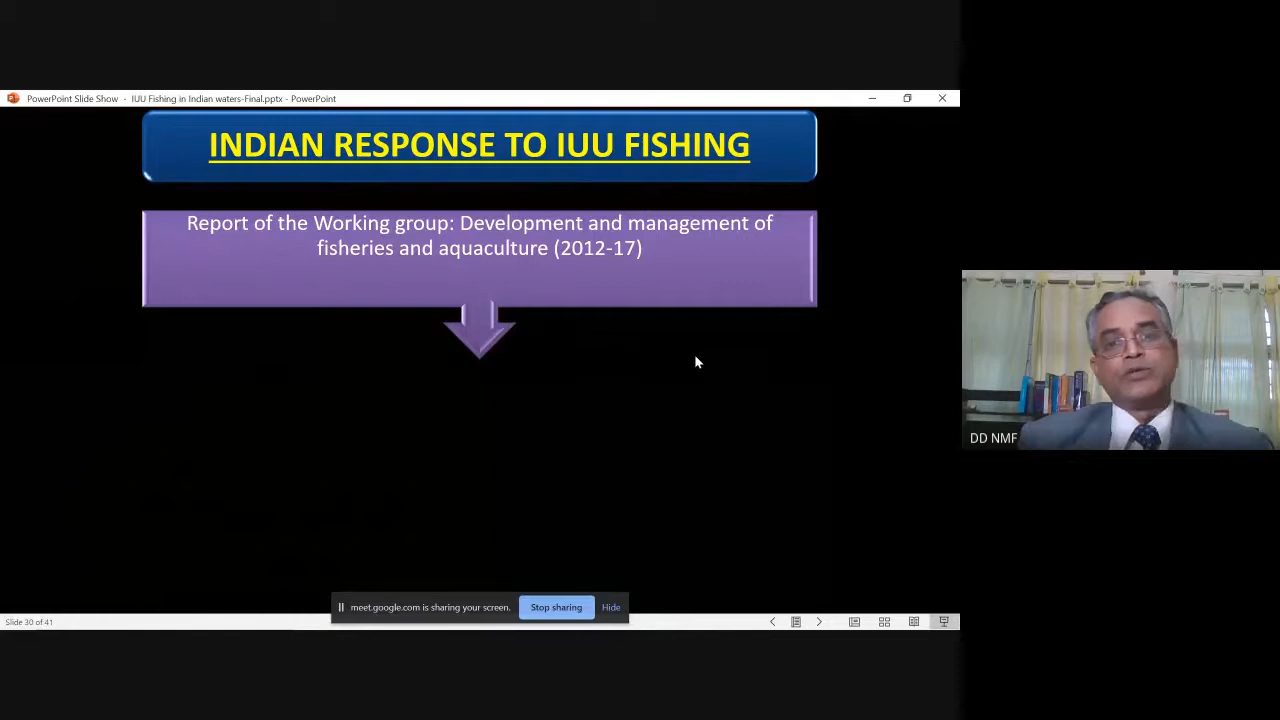 PowerPoint Slide Show - IUU Fishing in Indian waters-Final.pptx - PowerPoint
INDIAN RESPONSE TO IUU FISHING
Report of the Working group: Development and management of
fisheries and aquaculture (2012-17)
DD NMF
meet.google.com is sharing your screen.
Stop sharing
Hide
Slide 30 of 41